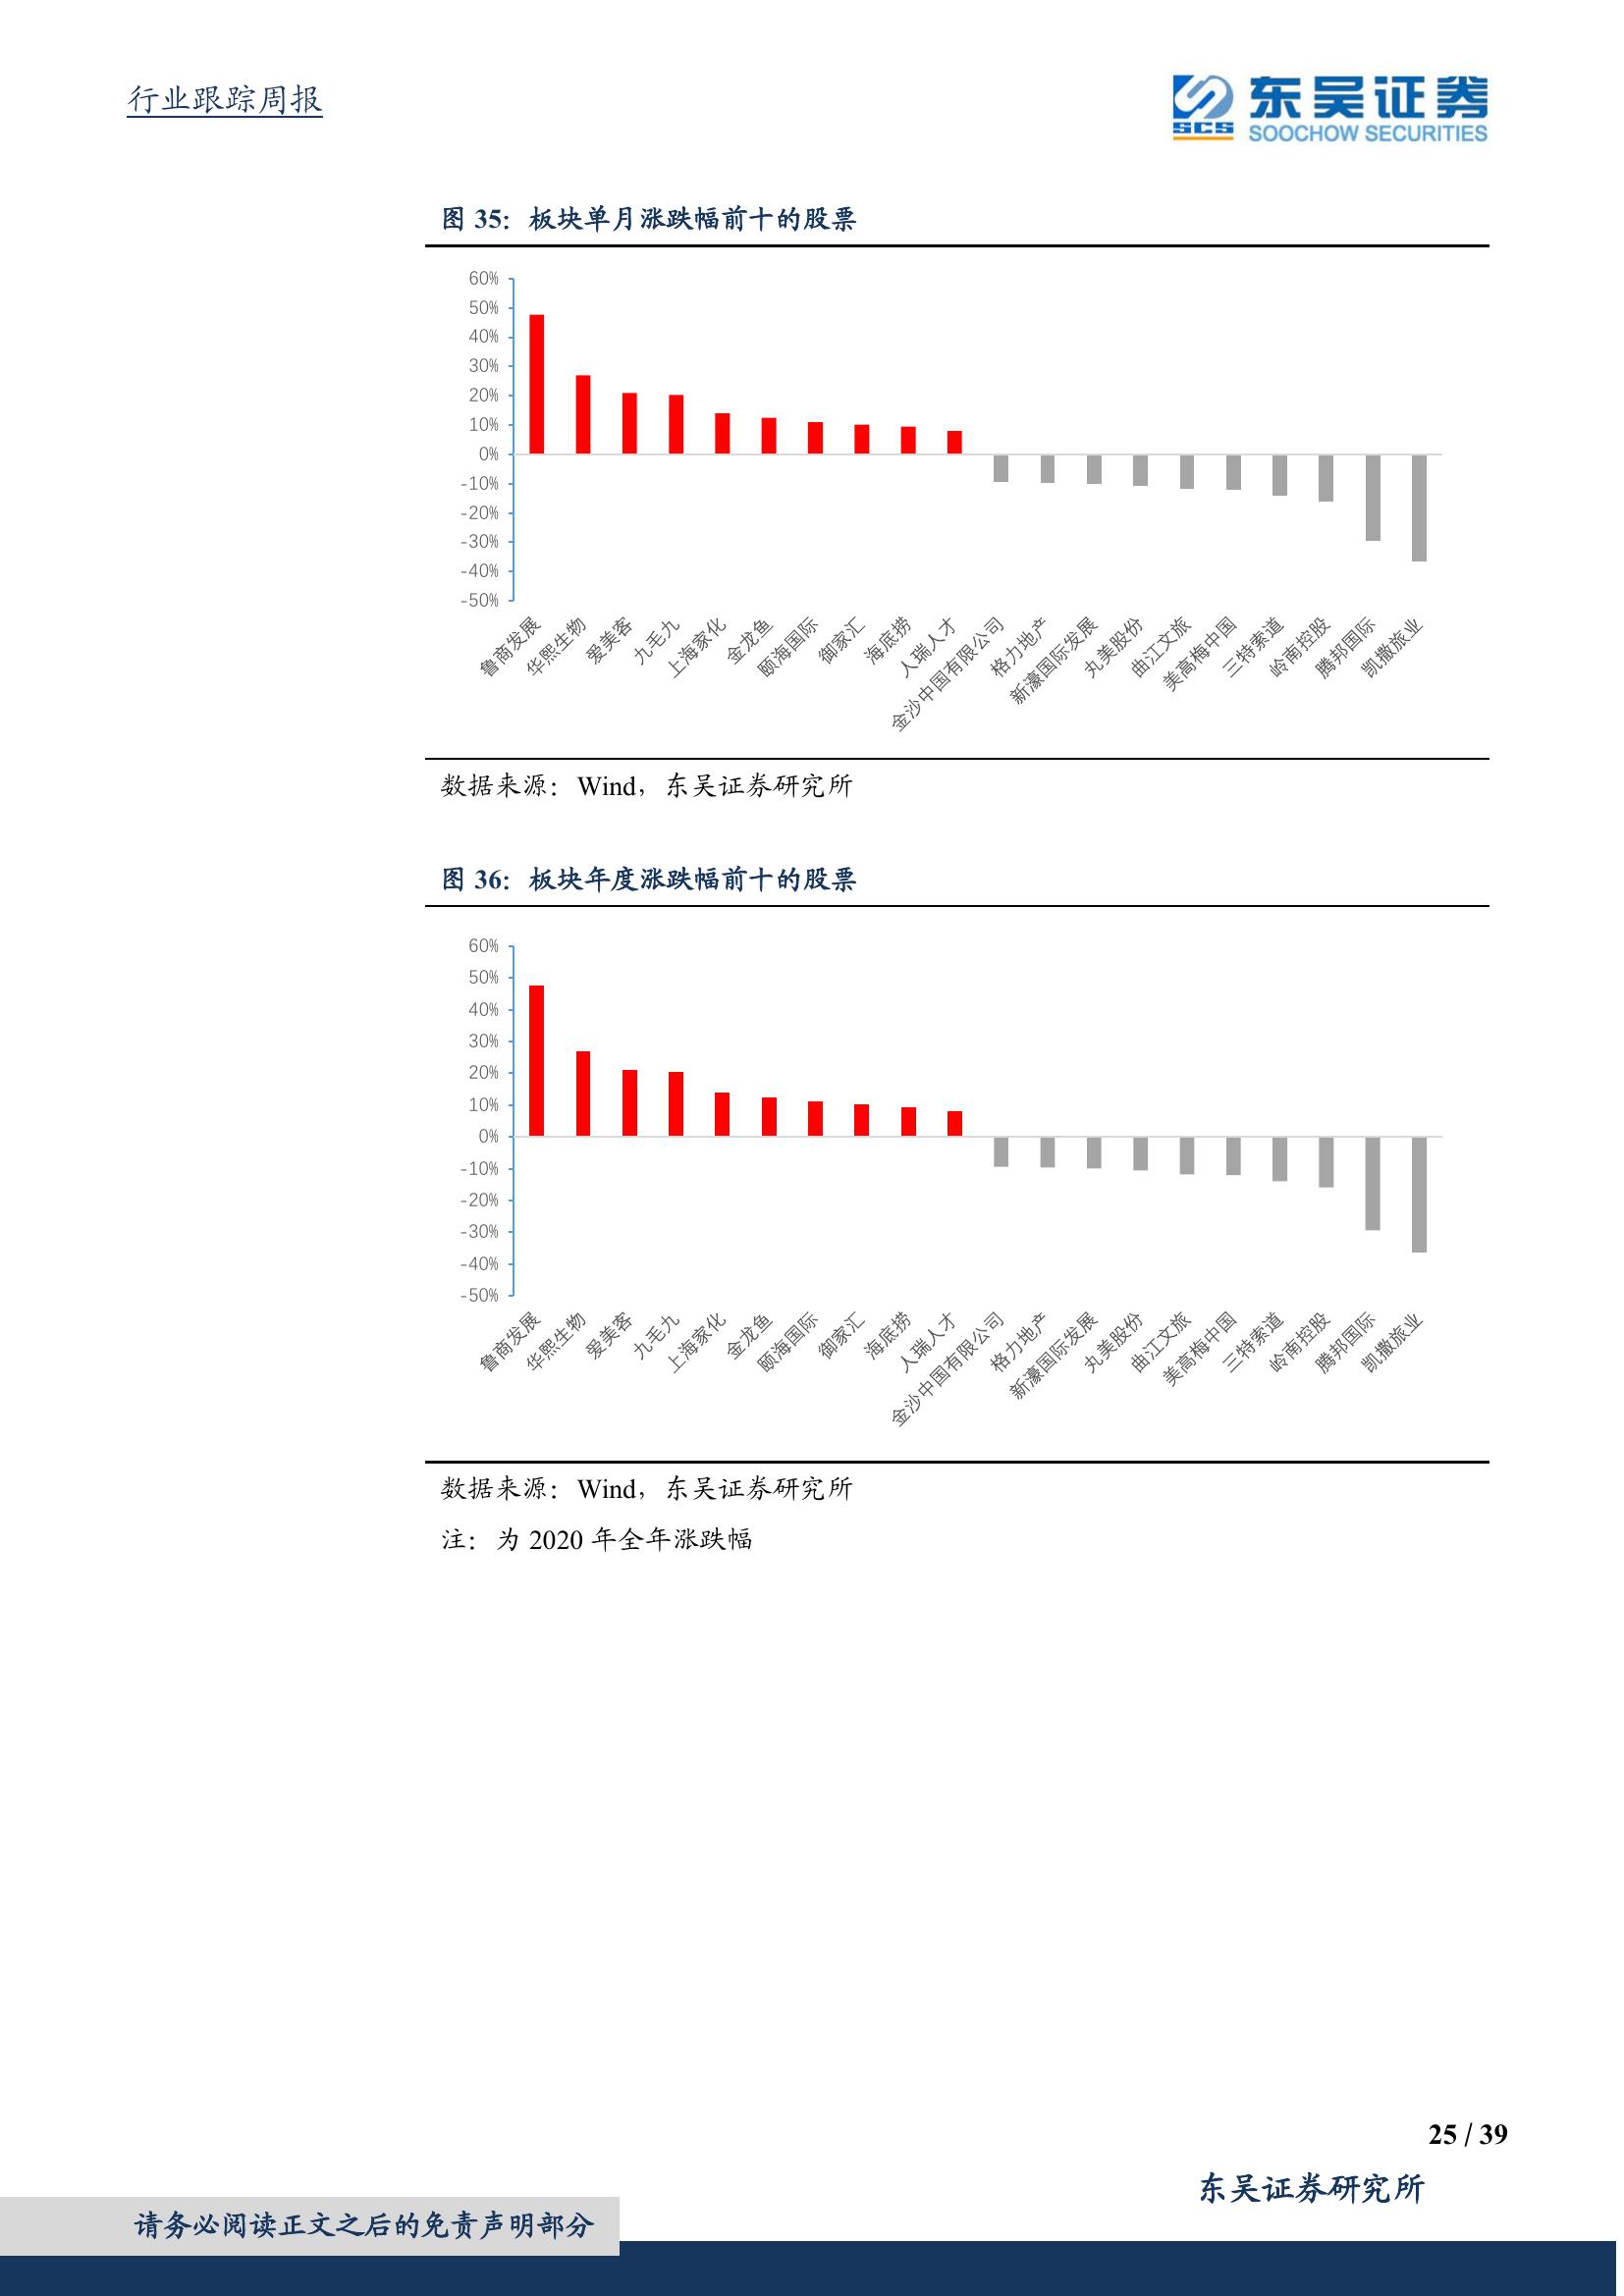 行业跟踪周报
SCS 东吴证券
SOOCHOW SECURITIES
图 35：板块单月涨跌幅前十的股票
60%
50%
40%
30%
20%
10%
0%
-10%
-20%
-30%
-40%
-50%
鲁商发展
华熙生物
爱美客
九毛九
上海家化
金龙鱼
颐海国际
御家汇
海底捞
人瑞人才
金沙中国有限公司
格力地产
新濠国际发展
丸美股份
曲江文旅
美高梅中国
三特索道
岭南控股
腾邦国际
凯撒旅业
数据来源：Wind，东吴证券研究所
图 36：板块年度涨跌幅前十的股票
60%
50%
40%
30%
20%
10%
0%
-10%
-20%
-30%
-40%
-50%
鲁商发展
华熙生物
爱美客
九毛九
上海家化
金龙鱼
颐海国际
御家汇
海底捞
人瑞人才
金沙中国有限公司
格力地产
新濠国际发展
丸美股份
曲江文旅
美高梅中国
三特索道
岭南控股
腾邦国际
凯撒旅业
数据来源：Wind，东吴证券研究所
注：为 2020 年全年涨跌幅
25 / 39
东吴证券研究所
请务必阅读正文之后的免责声明部分